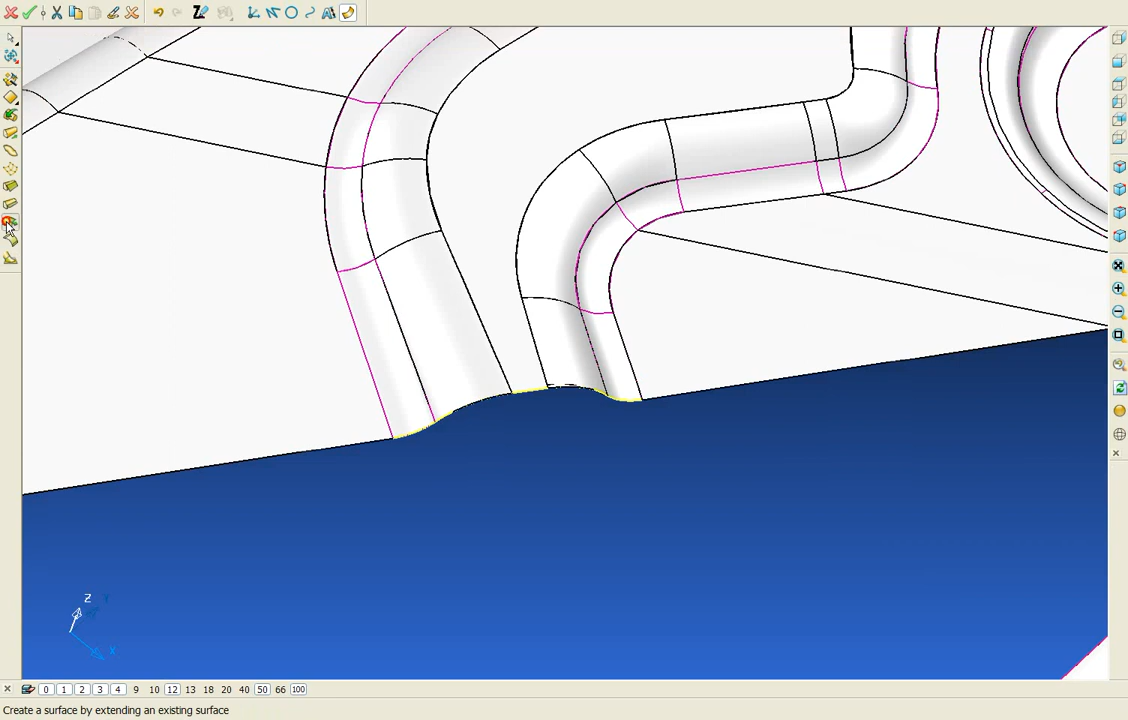 Z Y
X
0 1 2 3 4 9 10 12 13 18 20 40 50 66 100
Create a surface by extending an existing surface